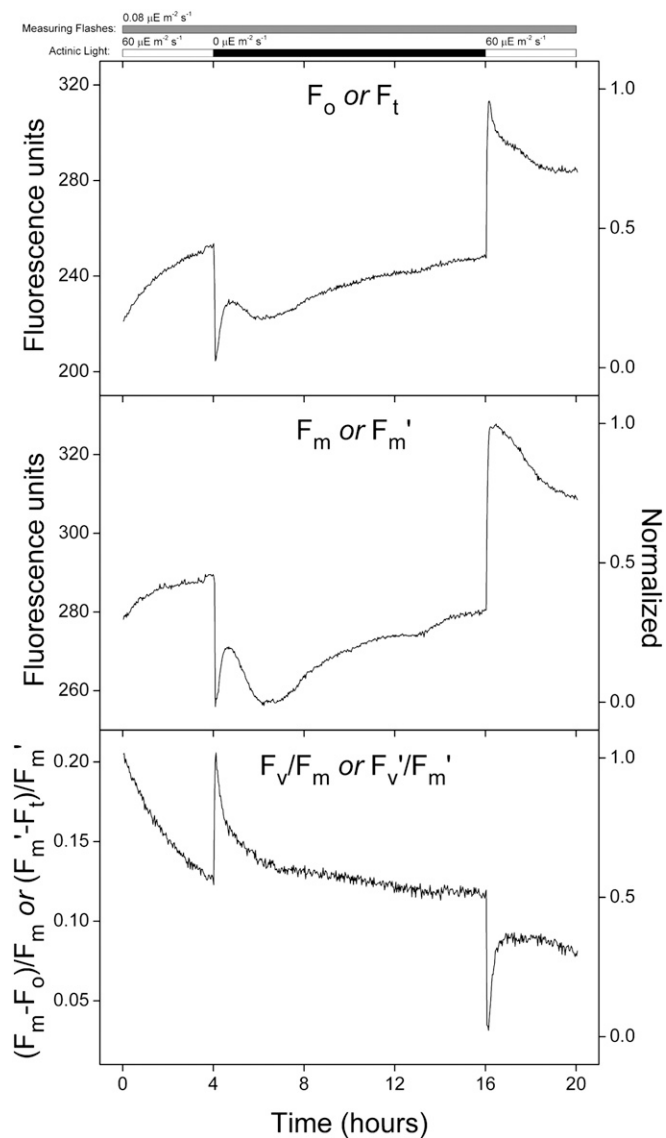 0.08 μE m⁻² s⁻¹
Measuring Flashes:
60 μE m⁻² s⁻¹ 0 μE m⁻² s⁻¹ 60 μE m⁻² s⁻¹
Actinic Light:
Fₒ or Fₜ
Fluorescence units
320
280
240
200
1.0
0.5
0.0
Fₘ or Fₘ'
Fluorescence units
320
300
280
260
1.0
0.5
0.0
Normalized
Fᵥ/Fₘ or Fᵥ'/Fₘ'
(Fₘ-Fₒ)/Fₘ or (Fₘ'-Fₜ)/Fₘ'
0.20
0.15
0.10
0.05
1.0
0.5
0.0
0 4 8 12 16 20
Time (hours)